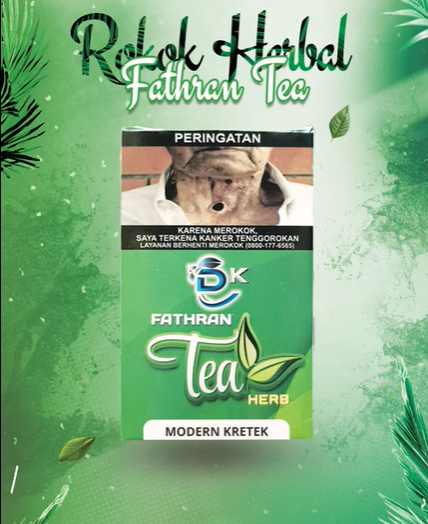 Rokok Herbal
Fathran Tea
PERINGATAN
KARENA MEROKOK,
SAYA TERKENA KANKER TENGGOROKAN
LAYANAN BERHENTI MEROKOK (0800-177-6565)
FATHRAN
Tea
HERB
MODERN KRETEK